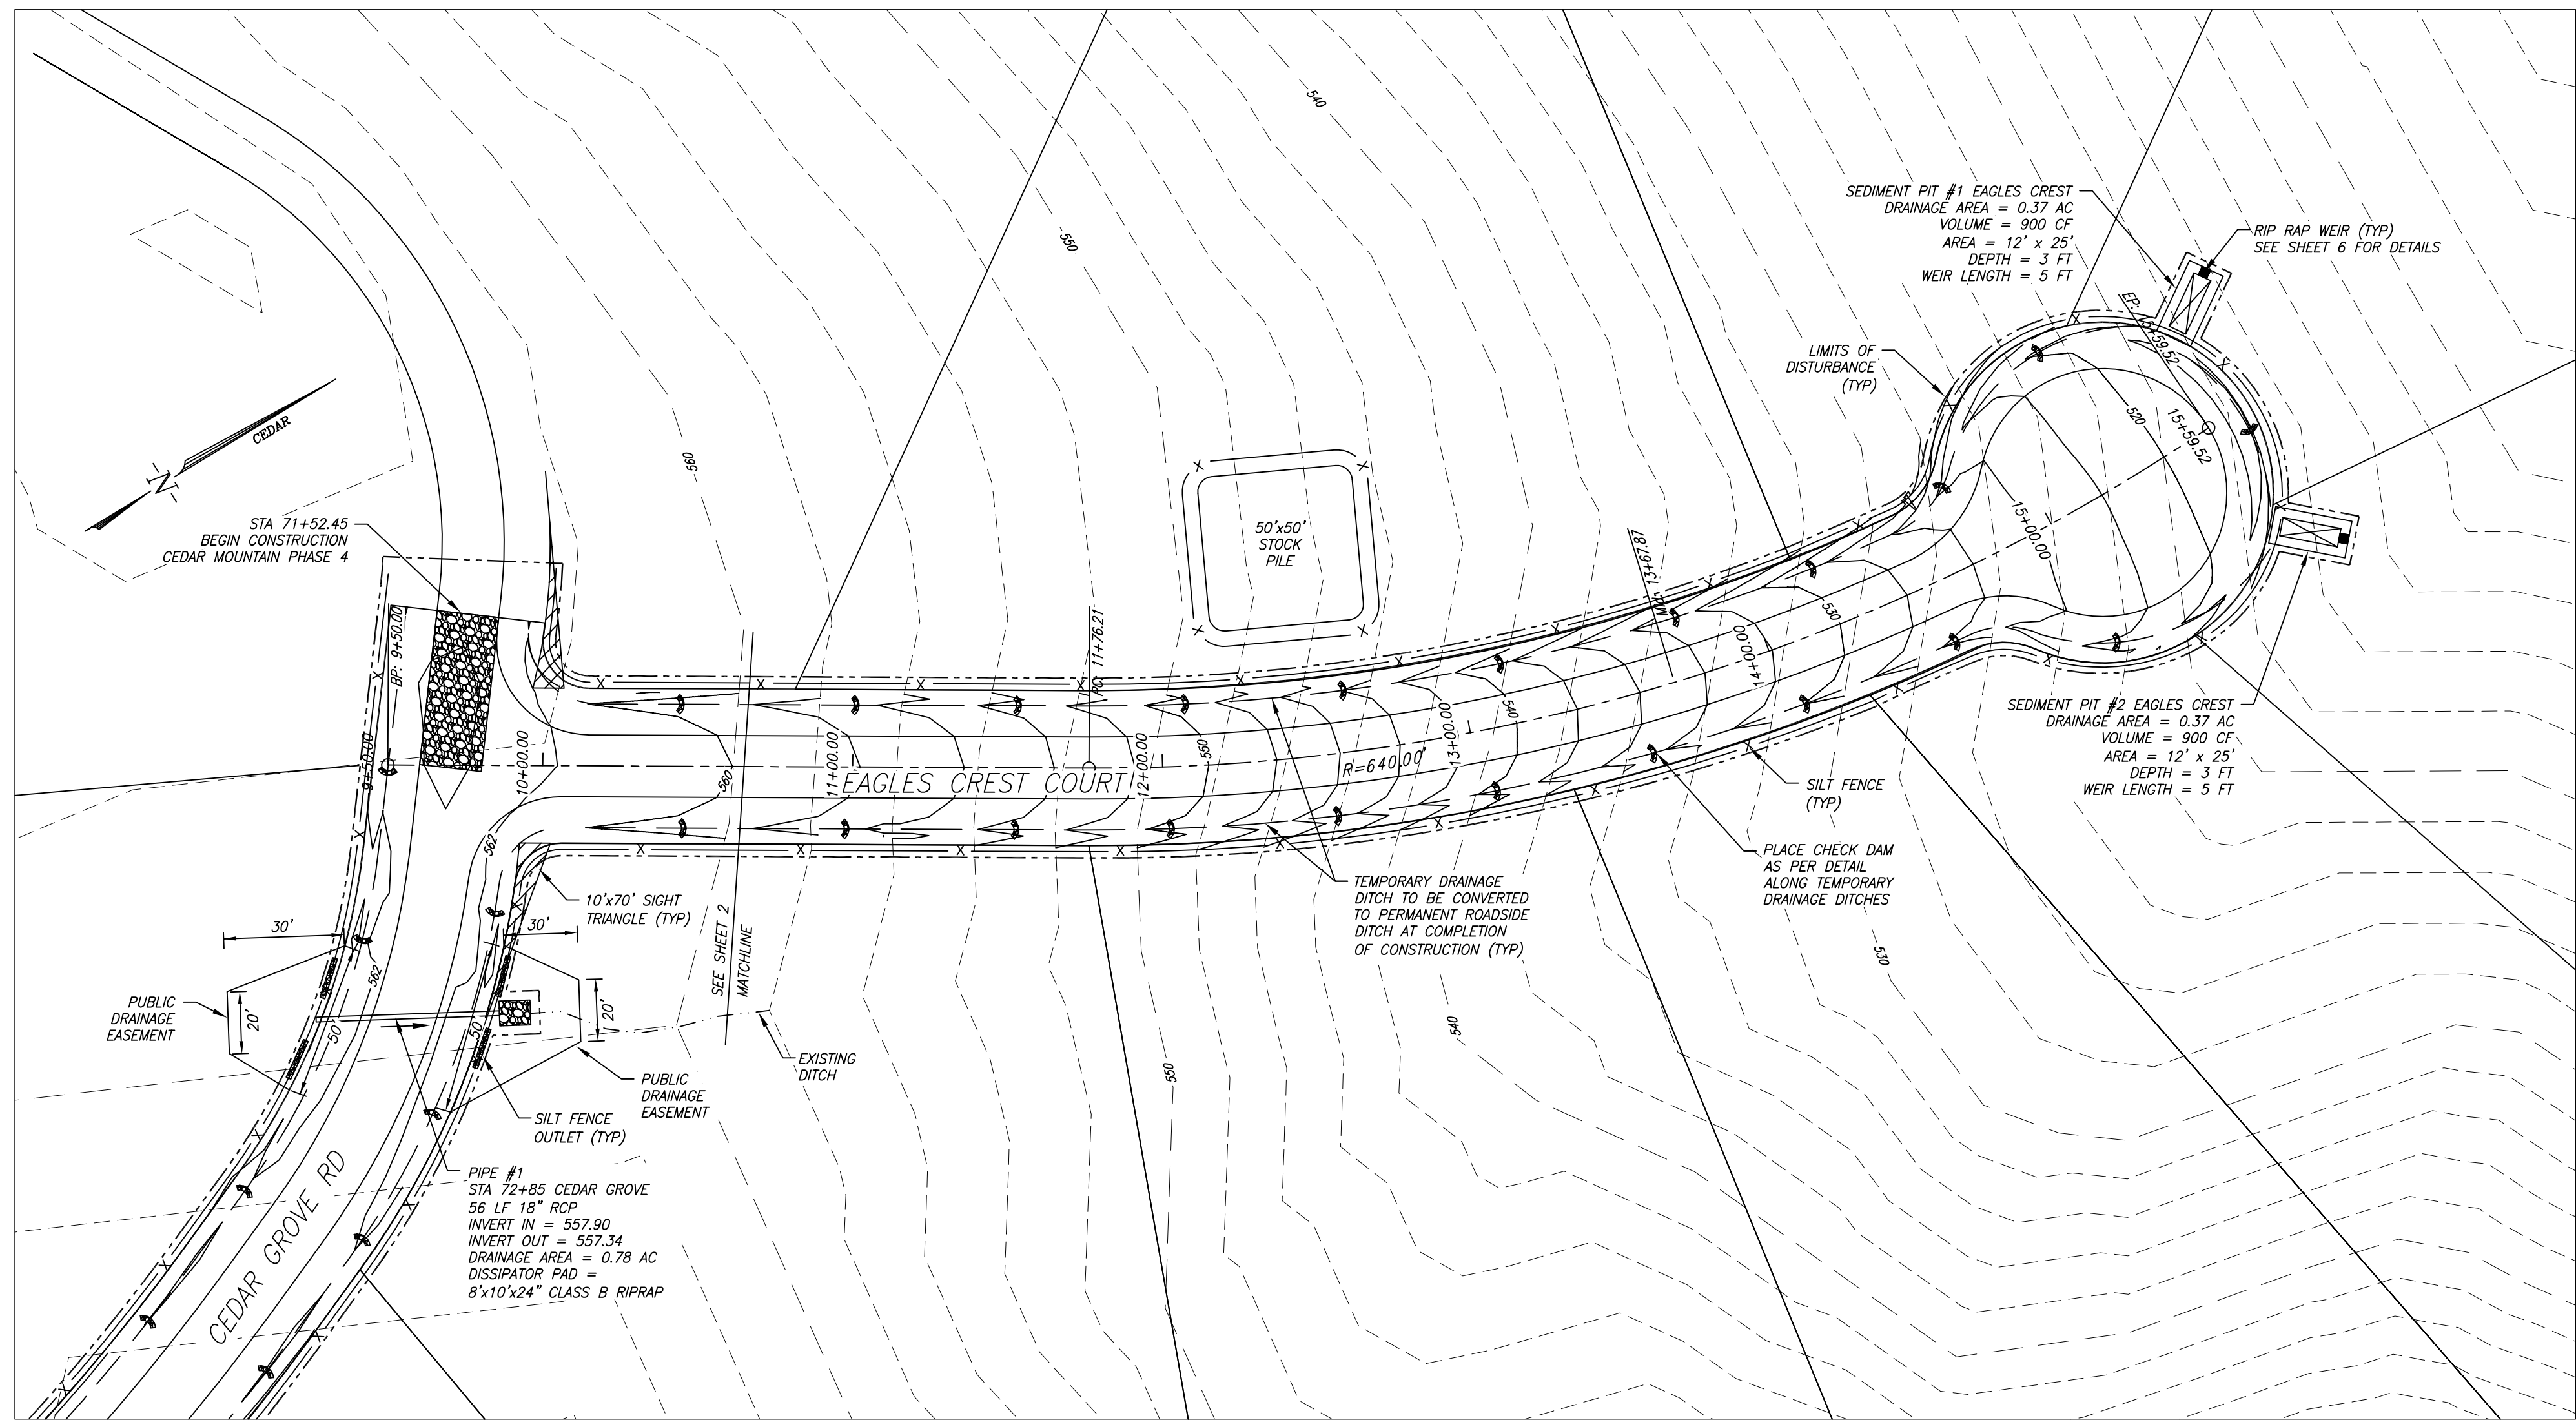 540
550
560
SEDIMENT PIT #1 EAGLES CREST
DRAINAGE AREA = 0.37 AC
VOLUME = 900 CF
AREA = 12' x 25'
DEPTH = 3 FT
WEIR LENGTH = 5 FT
RIP RAP WEIR (TYP)
SEE SHEET 6 FOR DETAILS
EP: 15+59.52
LIMITS OF
DISTURBANCE
(TYP)
520
15+59.52
15+00.00
CEDAR
-N-
STA 71+52.45
BEGIN CONSTRUCTION
CEDAR MOUNTAIN PHASE 4
50'x50'
STOCK
PILE
MP: 13+67.87
BP: 9+50.00
PC: 11+76.21
530
14+00.00
540
13+00.00
SEDIMENT PIT #2 EAGLES CREST
DRAINAGE AREA = 0.37 AC
VOLUME = 900 CF
AREA = 12' x 25'
DEPTH = 3 FT
WEIR LENGTH = 5 FT
9+50.00
10+00.00
560
11+00.00
EAGLES CREST COURT
12+00.00
550
R=640.00'
SILT FENCE
(TYP)
562
PLACE CHECK DAM
AS PER DETAIL
ALONG TEMPORARY
DRAINAGE DITCHES
TEMPORARY DRAINAGE
DITCH TO BE CONVERTED
TO PERMANENT ROADSIDE
DITCH AT COMPLETION
OF CONSTRUCTION (TYP)
10'x70' SIGHT
TRIANGLE (TYP)
SEE SHEET 2
MATCHLINE
30'
30'
562
530
PUBLIC
DRAINAGE
EASEMENT
20'
50'
50'
20'
540
EXISTING
DITCH
550
PUBLIC
DRAINAGE
EASEMENT
SILT FENCE
OUTLET (TYP)
PIPE #1
STA 72+85 CEDAR GROVE
56 LF 18" RCP
INVERT IN = 557.90
INVERT OUT = 557.34
DRAINAGE AREA = 0.78 AC
DISSIPATOR PAD =
8'x10'x24" CLASS B RIPRAP
CEDAR GROVE RD